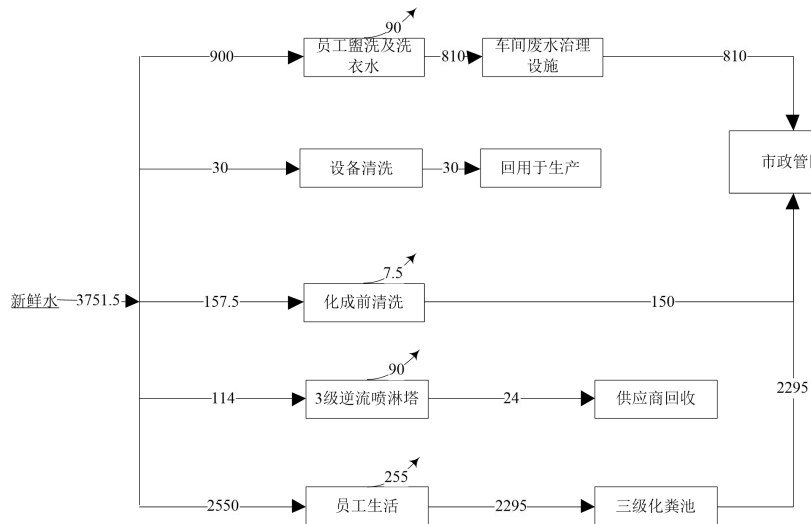 90
900
员工盥洗及洗
衣水
810
车间废水治理
设施
810
30
设备清洗
30
回用于生产
市政管
新鲜水
3751.5
7.5
157.5
化成前清洗
150
90
114
3级逆流喷淋塔
24
供应商回收
2295
255
2550
员工生活
2295
三级化粪池